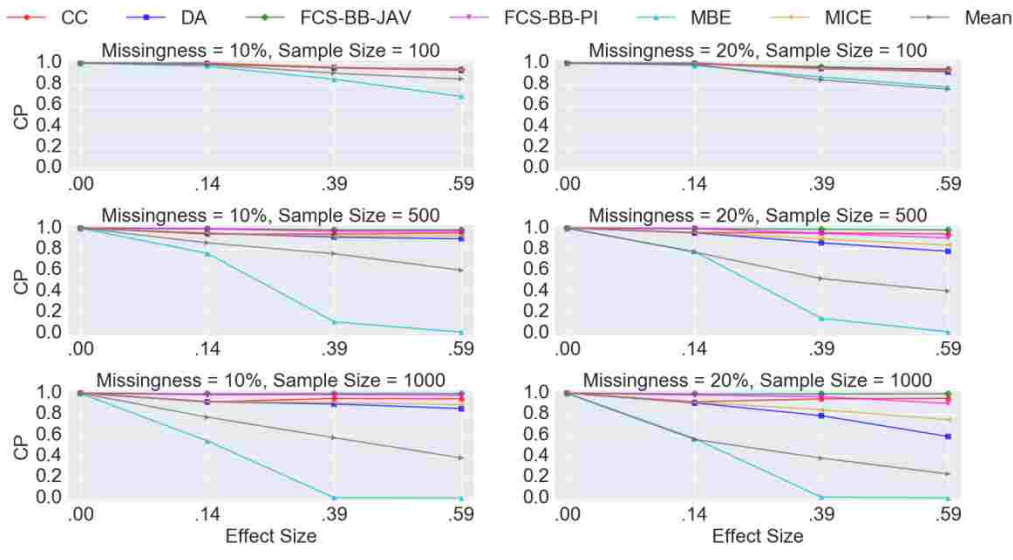 CC DA FCS-BB-JAV FCS-BB-PI MBE MICE Mean
Missingness = 10%, Sample Size = 100
Missingness = 20%, Sample Size = 100
1.0
0.8
0.6
0.4
0.2
0.0
CP
.00 .14 .39 .59
1.0
0.8
0.6
0.4
0.2
0.0
.00 .14 .39 .59
Missingness = 10%, Sample Size = 500
Missingness = 20%, Sample Size = 500
1.0
0.8
0.6
0.4
0.2
0.0
CP
.00 .14 .39 .59
1.0
0.8
0.6
0.4
0.2
0.0
.00 .14 .39 .59
Missingness = 10%, Sample Size = 1000
Missingness = 20%, Sample Size = 1000
1.0
0.8
0.6
0.4
0.2
0.0
CP
.00 .14 .39 .59
Effect Size
1.0
0.8
0.6
0.4
0.2
0.0
.00 .14 .39 .59
Effect Size